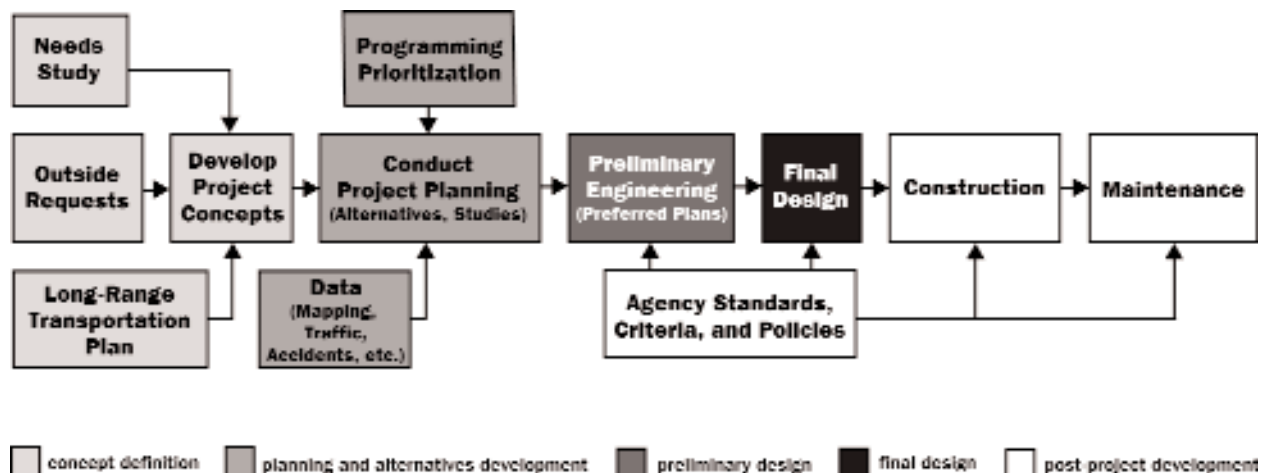 Needs
Study
Programming
Prioritization
Outside
Requests
Develop
Project
Concepts
Conduct
Project Planning
(Alternatives, Studies)
Preliminary
Engineering
(Preferred Plans)
Final
Design
Construction
Maintenance
Long-Range
Transportation
Plan
Data
(Mapping,
Traffic,
Accidents, etc.)
Agency Standards,
Criteria, and Policies
concept definition
planning and alternatives development
preliminary design
final design
post-project development